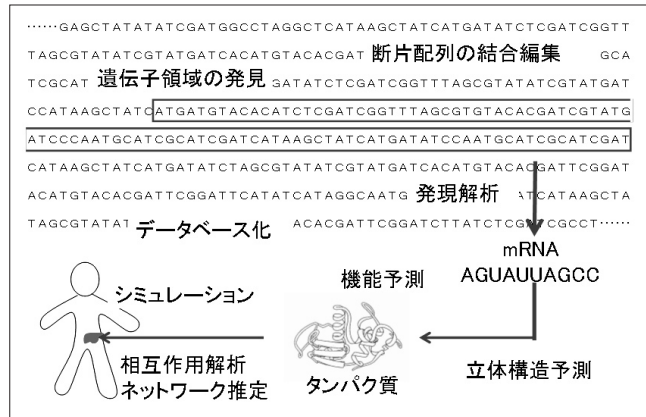 ……GAGCTATATATCGATGGCCTAGGCTCATAAGCTATCATGATATCTCGATCGGTT
TAGCGTATATCGTATGATCACATGTACACGAT 断片配列の結合編集 GCA
TCGCAT 遺伝子領域の発見 GATATCTCGATCGGTTTAGCGTATATCGTATGAT
CCATAAGCTATCATGATGTACACATCTCGATCGGTTTAGCGTGTACACGATCGTATG
ATCCCAATGCATCGCATCGATCATAAGCTATCATGATATCCAATGCATCGCATCGAT
CATAAGCTATCATGATATCTAGCGTATATCGTATGATCACATGTACACGATTCGGAT
ACATGTACACGATTCGGATTCATATCATAGGCAATG 発現解析 ATCATAAGCTA
TAGCGTATAT データベース化 ACACGATTCGGATCTTATCTCGTCGCCT……
mRNA
AGUAUUAGCC
機能予測
シミュレーション
相互作用解析
ネットワーク推定
タンパク質
立体構造予測